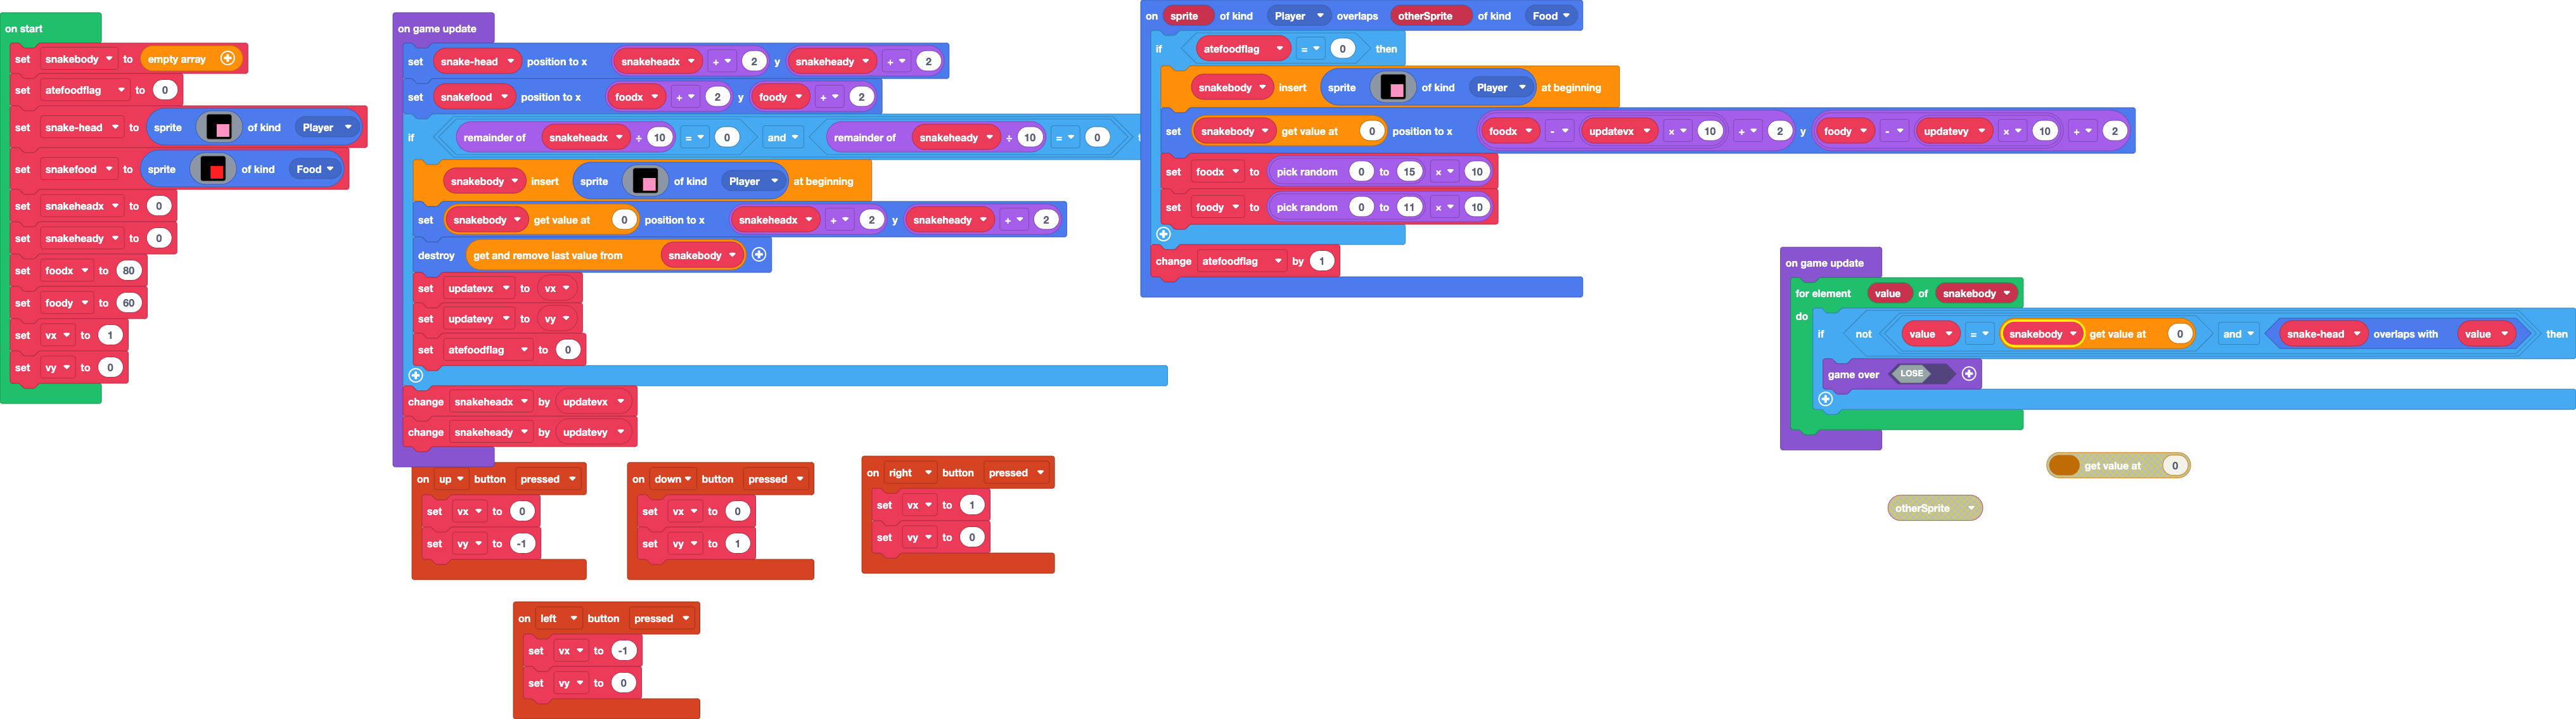 on start
set snakebody to empty array
set atefoodflag to 0
set snake-head to sprite of kind Player
set snakefood to sprite of kind Food
set snakeheadx to 0
set snakeheady to 0
set foodx to 80
set foody to 60
set vx to 1
set vy to 0
on game update
set snake-head position to x snakeheadx + 2 y snakeheady + 2
set snakefood position to x foodx + 2 y foody + 2
if remainder of snakeheadx ÷ 10 = 0 and remainder of snakeheady ÷ 10 = 0
snakebody insert sprite of kind Player at beginning
set snakebody get value at 0 position to x snakeheadx + 2 y snakeheady + 2
destroy get and remove last value from snakebody
set updatevx to vx
set updatevy to vy
set atefoodflag to 0
change snakeheadx by updatevx
change snakeheady by updatevy
on up button pressed
set vx to 0
set vy to -1
on down button pressed
set vx to 0
set vy to 1
on right button pressed
set vx to 1
set vy to 0
on left button pressed
set vx to -1
set vy to 0
on sprite of kind Player overlaps otherSprite of kind Food
if atefoodflag = 0 then
snakebody insert sprite of kind Player at beginning
set snakebody get value at 0 position to x foodx - updatevx × 10 + 2 y foody - updatevy × 10 + 2
set foodx to pick random 0 to 15 × 10
set foody to pick random 0 to 11 × 10
change atefoodflag by 1
on game update
for element value of snakebody
do
if not value = snakebody get value at 0 and snake-head overlaps with value then
game over LOSE
get value at 0
otherSprite